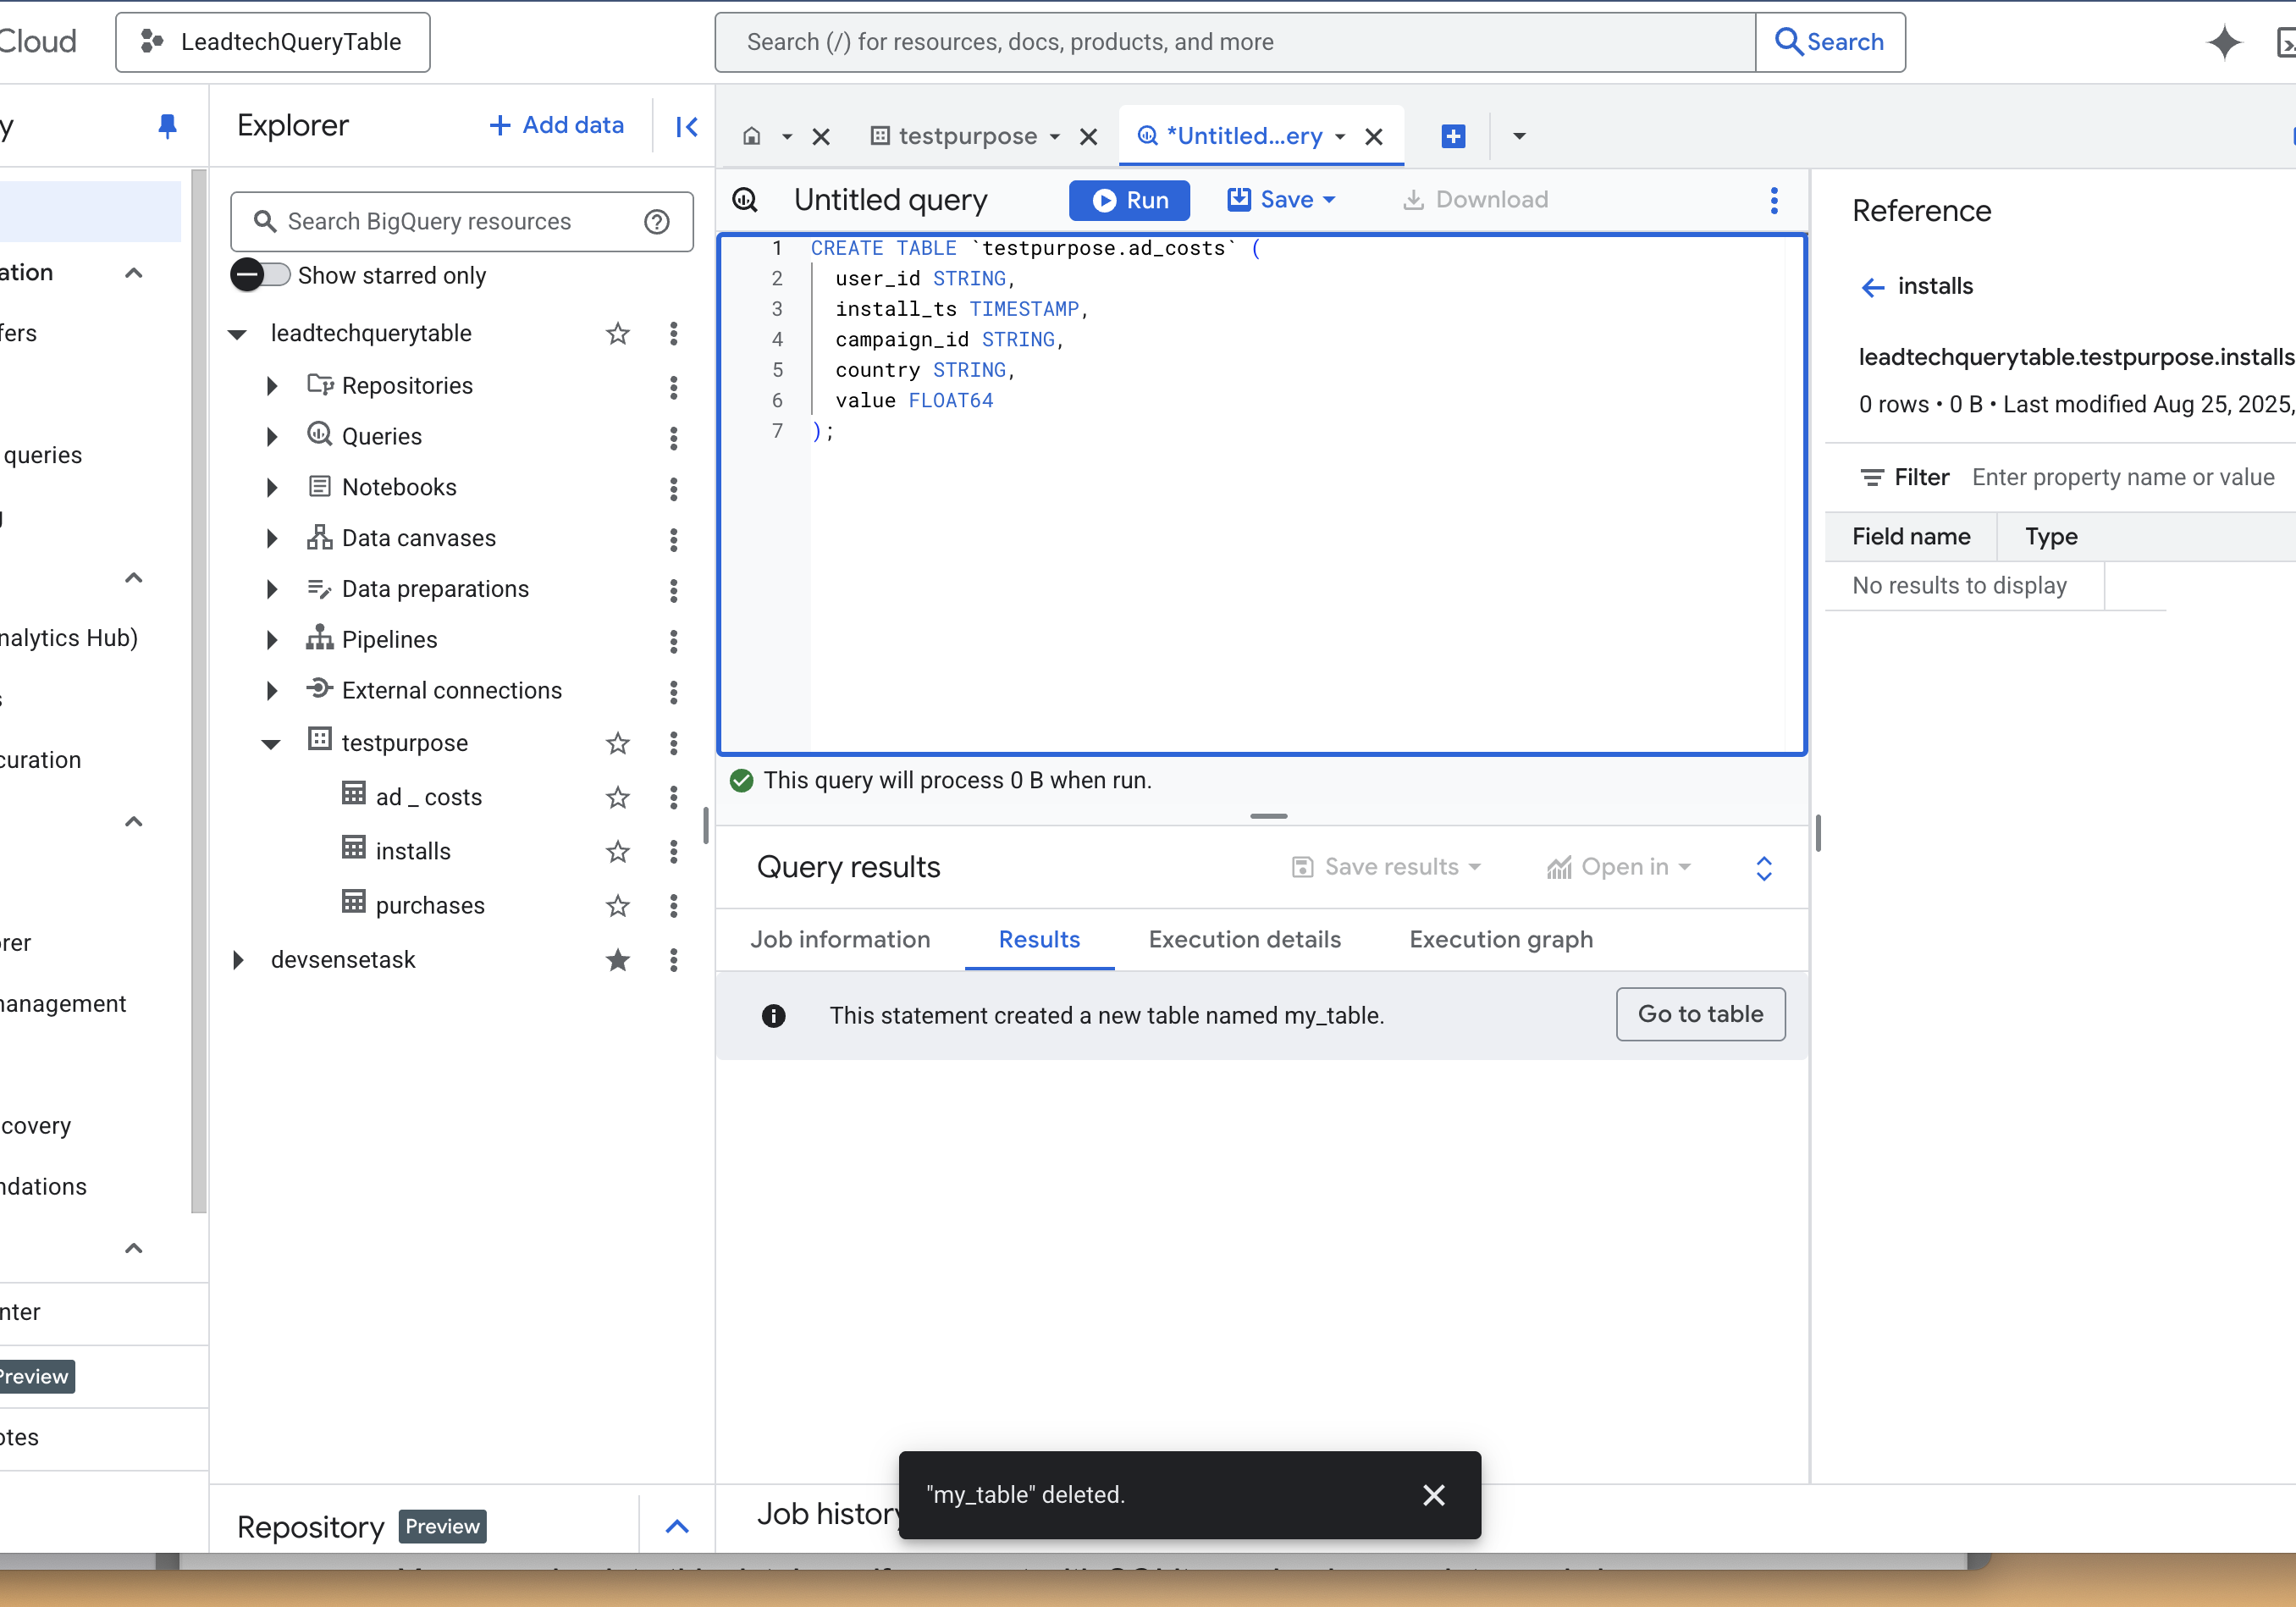 Cloud
LeadtechQueryTable
Search (/) for resources, docs, products, and more
Search
Explorer
Add data
testpurpose
*Untitled...ery
Search BigQuery resources
Show starred only
leadtechquerytable
Repositories
Queries
Notebooks
Data canvases
Data preparations
Pipelines
External connections
testpurpose
ad _ costs
installs
purchases
devsensetask
Repository Preview
y
ation
fers
queries
nalytics Hub)
curation
rer
nanagement
covery
ndations
nter
Preview
otes
Untitled query
Run
Save
Download
1 CREATE TABLE `testpurpose.ad_costs` (
2 user_id STRING,
3 install_ts TIMESTAMP,
4 campaign_id STRING,
5 country STRING,
6 value FLOAT64
7 );
This query will process 0 B when run.
Query results
Save results
Open in
Job information
Results
Execution details
Execution graph
This statement created a new table named my_table.
Go to table
Job history
"my_table" deleted.
Reference
installs
leadtechquerytable.testpurpose.installs
0 rows • 0 B • Last modified Aug 25, 2025,
Filter Enter property name or value
Field name Type
No results to display